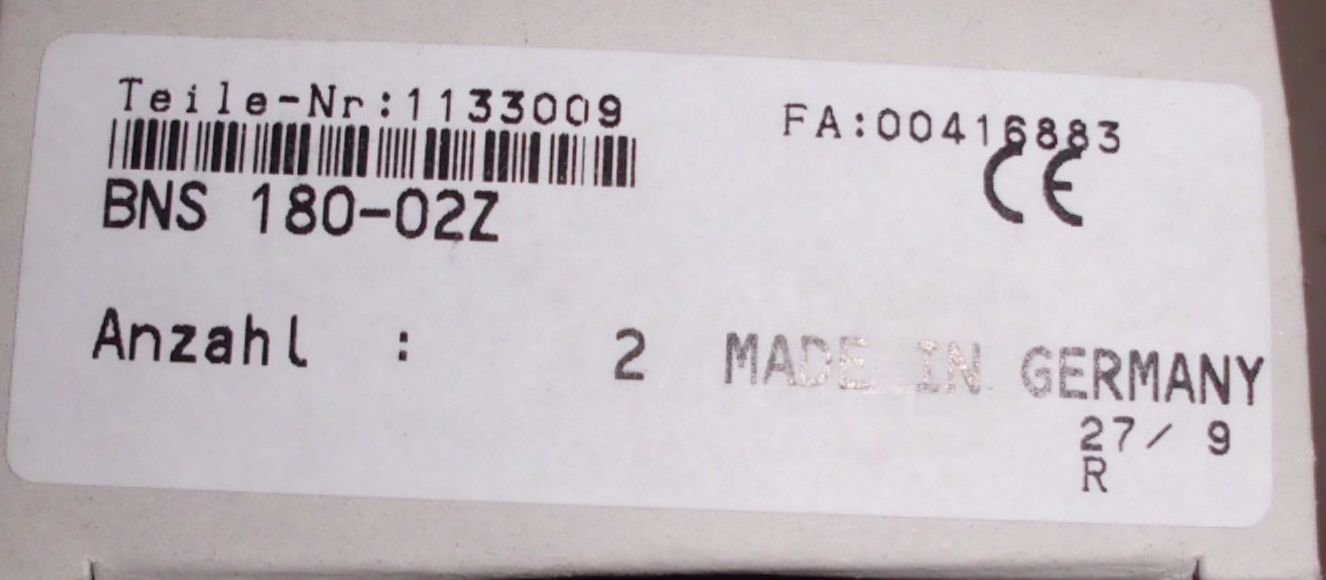 Teile-Nr:1133009
FA:00416883
CE
BNS 180-02Z
Anzahl : 2 MADE IN GERMANY
27/ 9
R